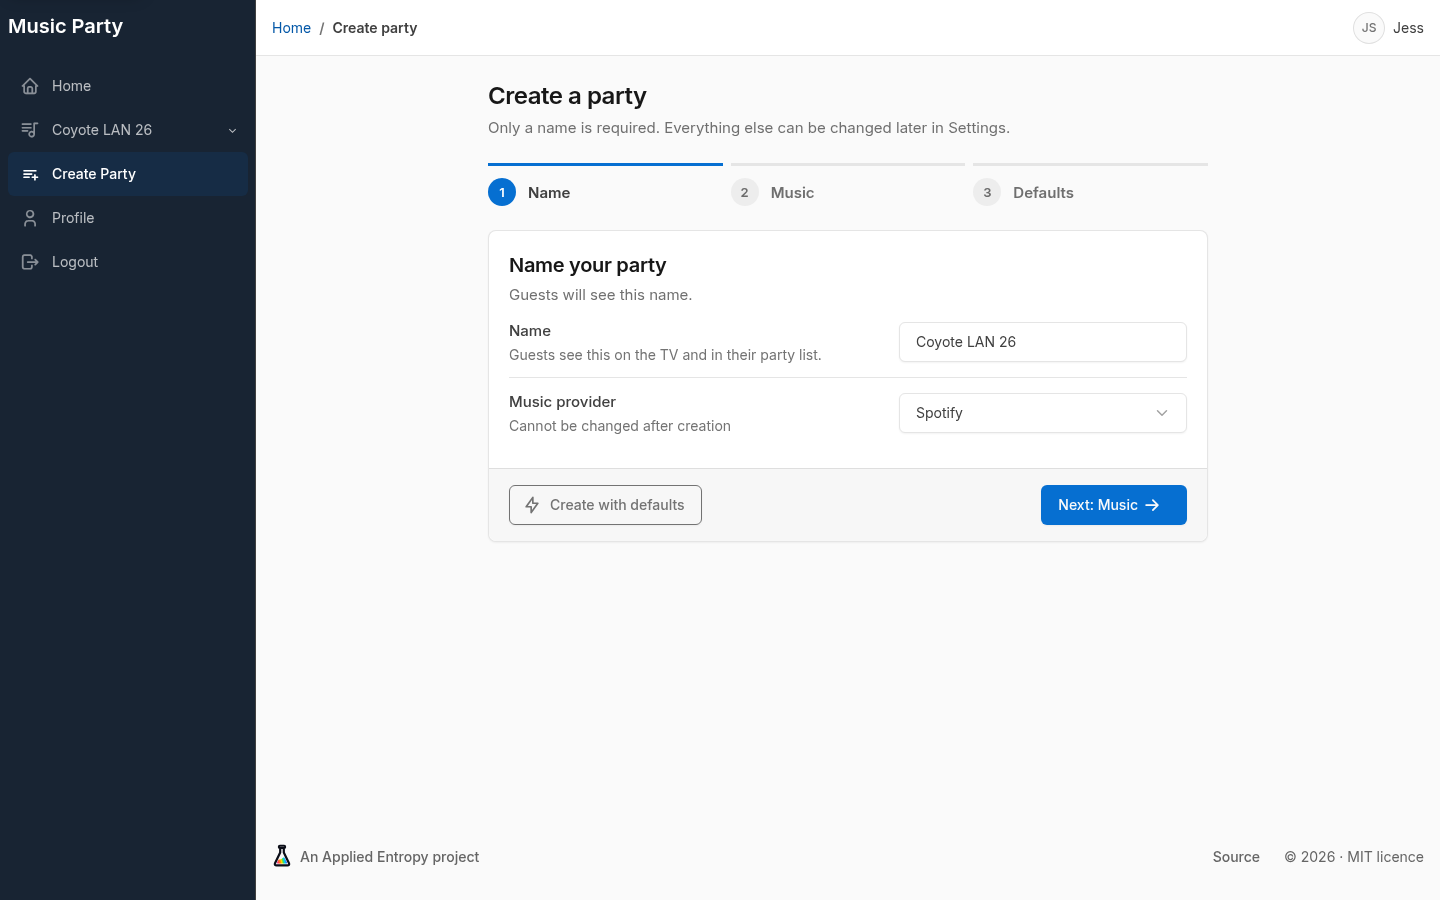 Music Party
Home
Coyote LAN 26
Create Party
Profile
Logout
Home / Create party
JS Jess
Create a party
Only a name is required. Everything else can be changed later in Settings.
1 Name
2 Music
3 Defaults
Name your party
Guests will see this name.
Name
Guests see this on the TV and in their party list.
Coyote LAN 26
Music provider
Cannot be changed after creation
Spotify
Create with defaults
Next: Music
An Applied Entropy project
Source
© 2026 · MIT licence